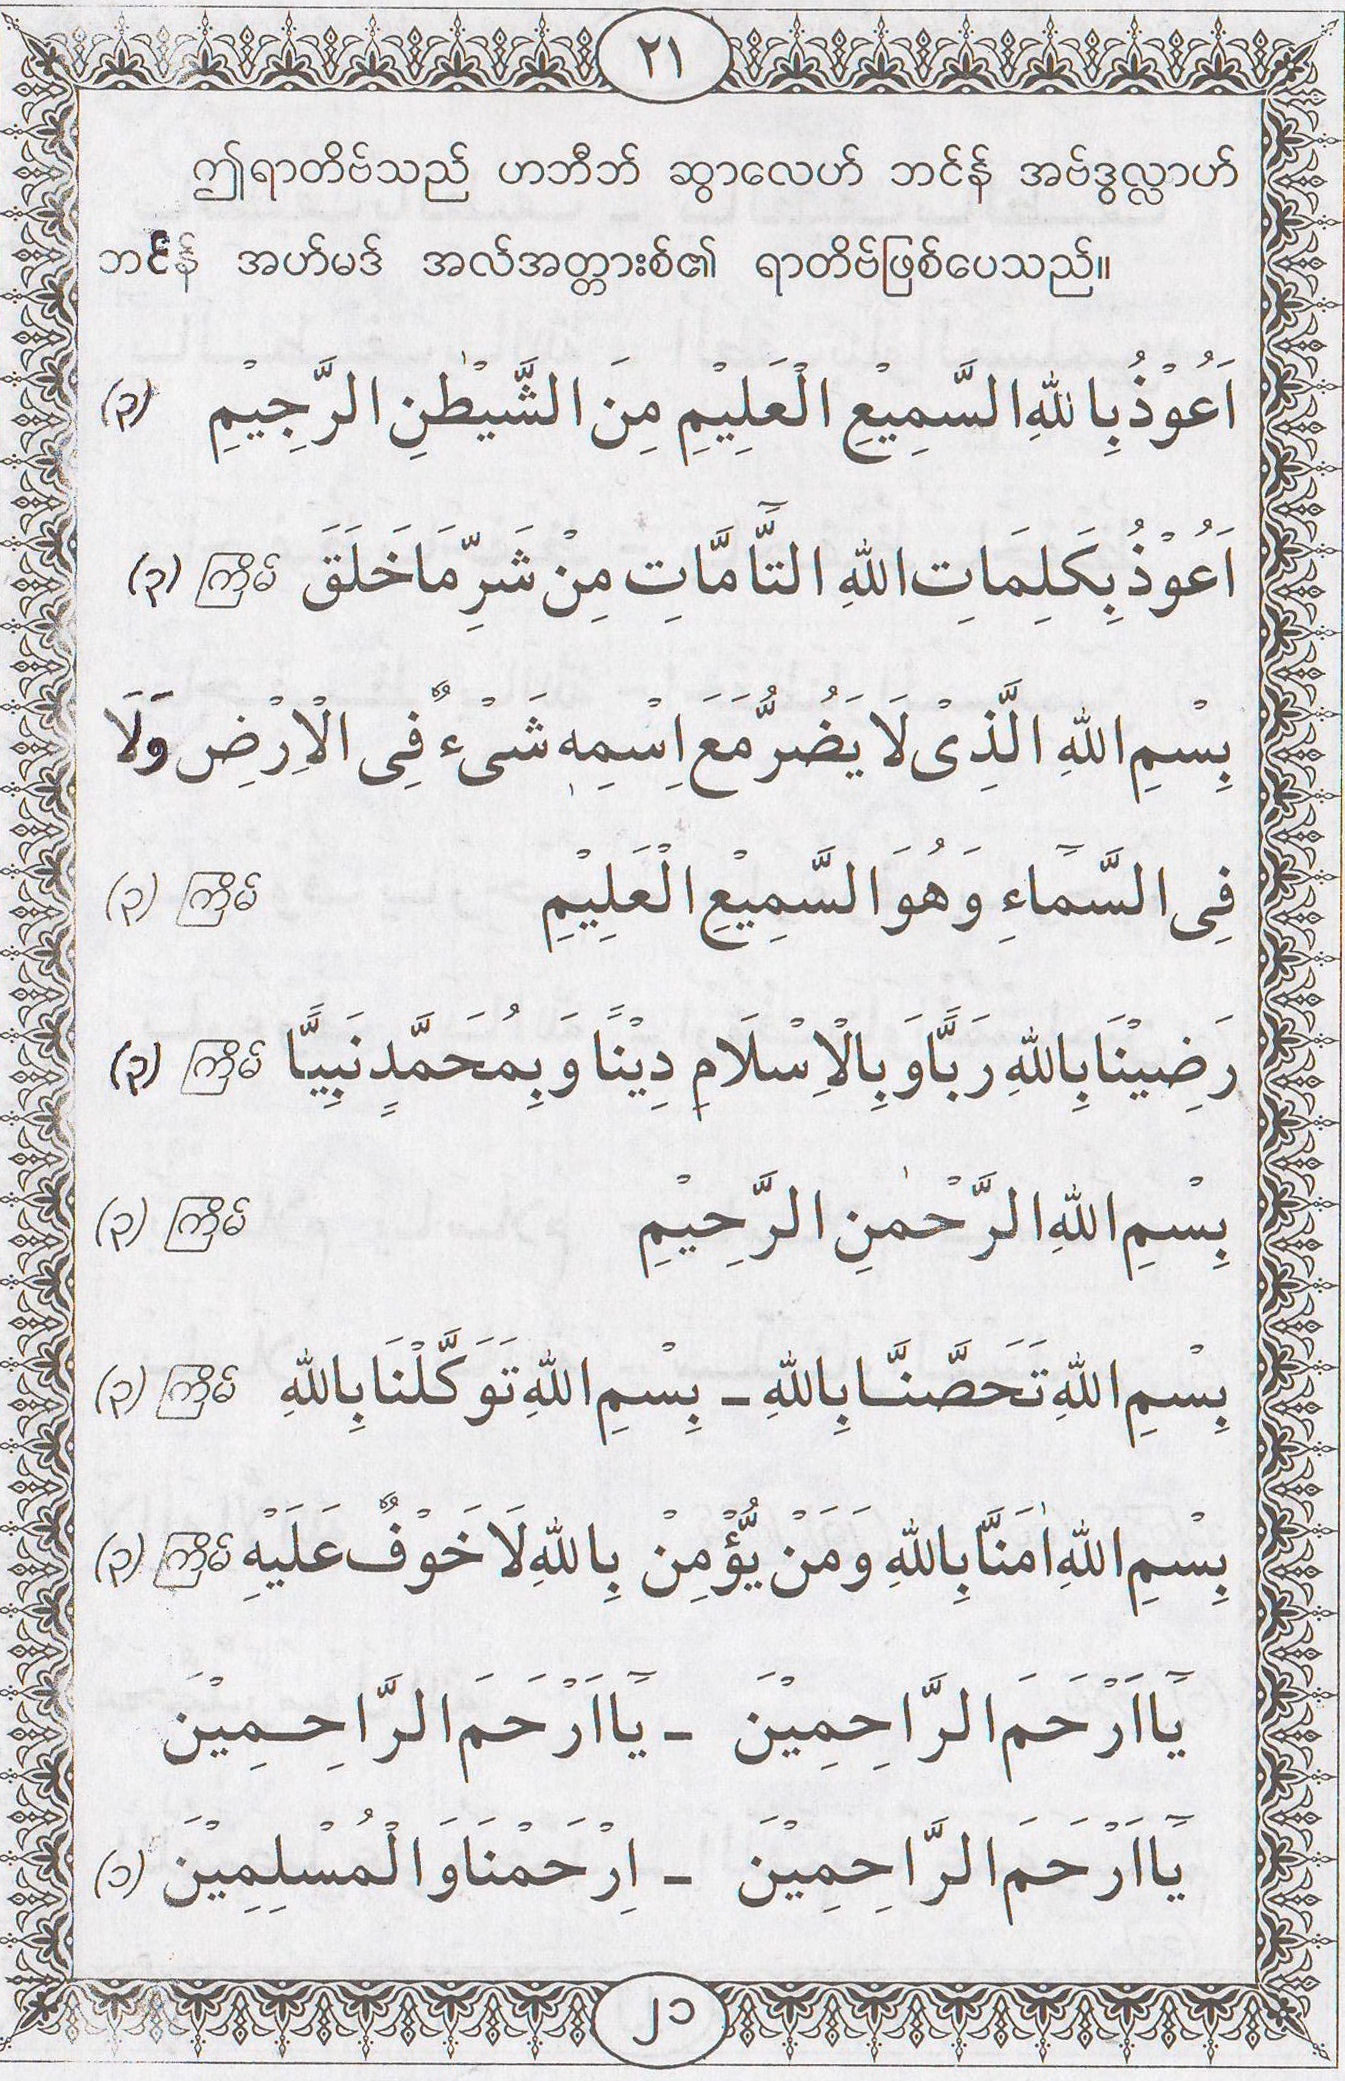 ٢١
ဤရာတိဗ်သည် ဟဘီဘ် ဆွာလေဟ် ဘင်န် အဗ်ဒွလ္လာဟ်
ဘင်န် အဟ်မဒ် အလ်အတ္တားစ်၏ ရာတိဗ်ဖြစ်ပေသည်။
اَعُوْذُ بِاللهِ السَّمِيْعِ الْعَلِيْمِ مِنَ الشَّيْطٰنِ الرَّجِيْمِ (၃)
اَعُوْذُ بِكَلِمَاتِ اللهِ التَّآمَّاتِ مِنْ شَرِّ مَا خَلَقَ (၃) ကြိမ်
بِسْمِ اللهِ الَّذِىْ لَا يَضُرُّ مَعَ اِسْمِهٖ شَىْءٌ فِى الْاِرْضِ وَلَا
فِى السَّمَآءِ وَهُوَ السَّمِيْعِ الْعَلِيْمِ (၃) ကြိမ်
رَضِيْنَا بِاللهِ رَبًّا وَ بِالْاِسْلَامِ دِيْنًا وَ بِمُحَمَّدٍ نَبِيًّا (၃) ကြိမ်
بِسْمِ اللهِ الرَّحْمٰنِ الرَّحِيْمِ (၃) ကြိမ်
بِسْمِ اللهِ تَحَصَّنَّا بِاللهِ ـ بِسْمِ اللهِ تَوَكَّلْنَا بِاللهِ (၃) ကြိမ်
بِسْمِ اللهِ اٰمَنَّا بِاللهِ وَمَنْ يُّؤْمِنْ بِاللهِ لَا خَوْفٌ عَلَيْهِ (၃) ကြိမ်
يَآ اَرْحَمَ الرَّاحِمِيْنَ ـ يَآ اَرْحَمَ الرَّاحِمِيْنَ
يَآ اَرْحَمَ الرَّاحِمِيْنَ ـ اِرْحَمْنَا وَ الْمُسْلِمِيْنَ (၁)
၂၁